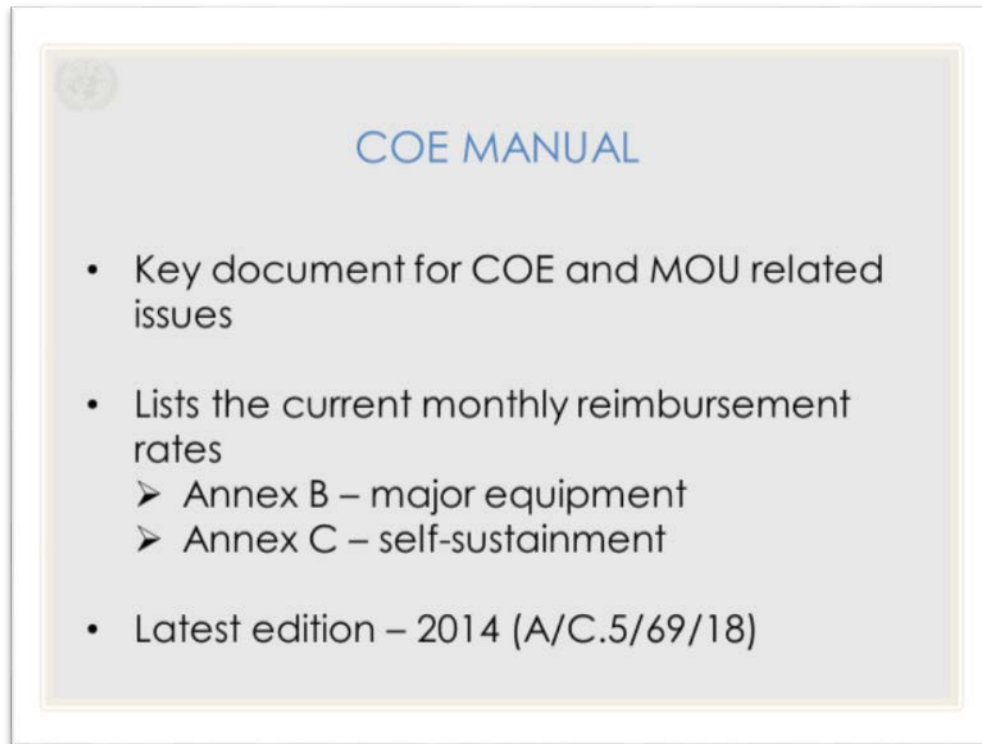 COE MANUAL
• Key document for COE and MOU related
issues
• Lists the current monthly reimbursement
rates
➢ Annex B – major equipment
➢ Annex C – self-sustainment
• Latest edition – 2014 (A/C.5/69/18)